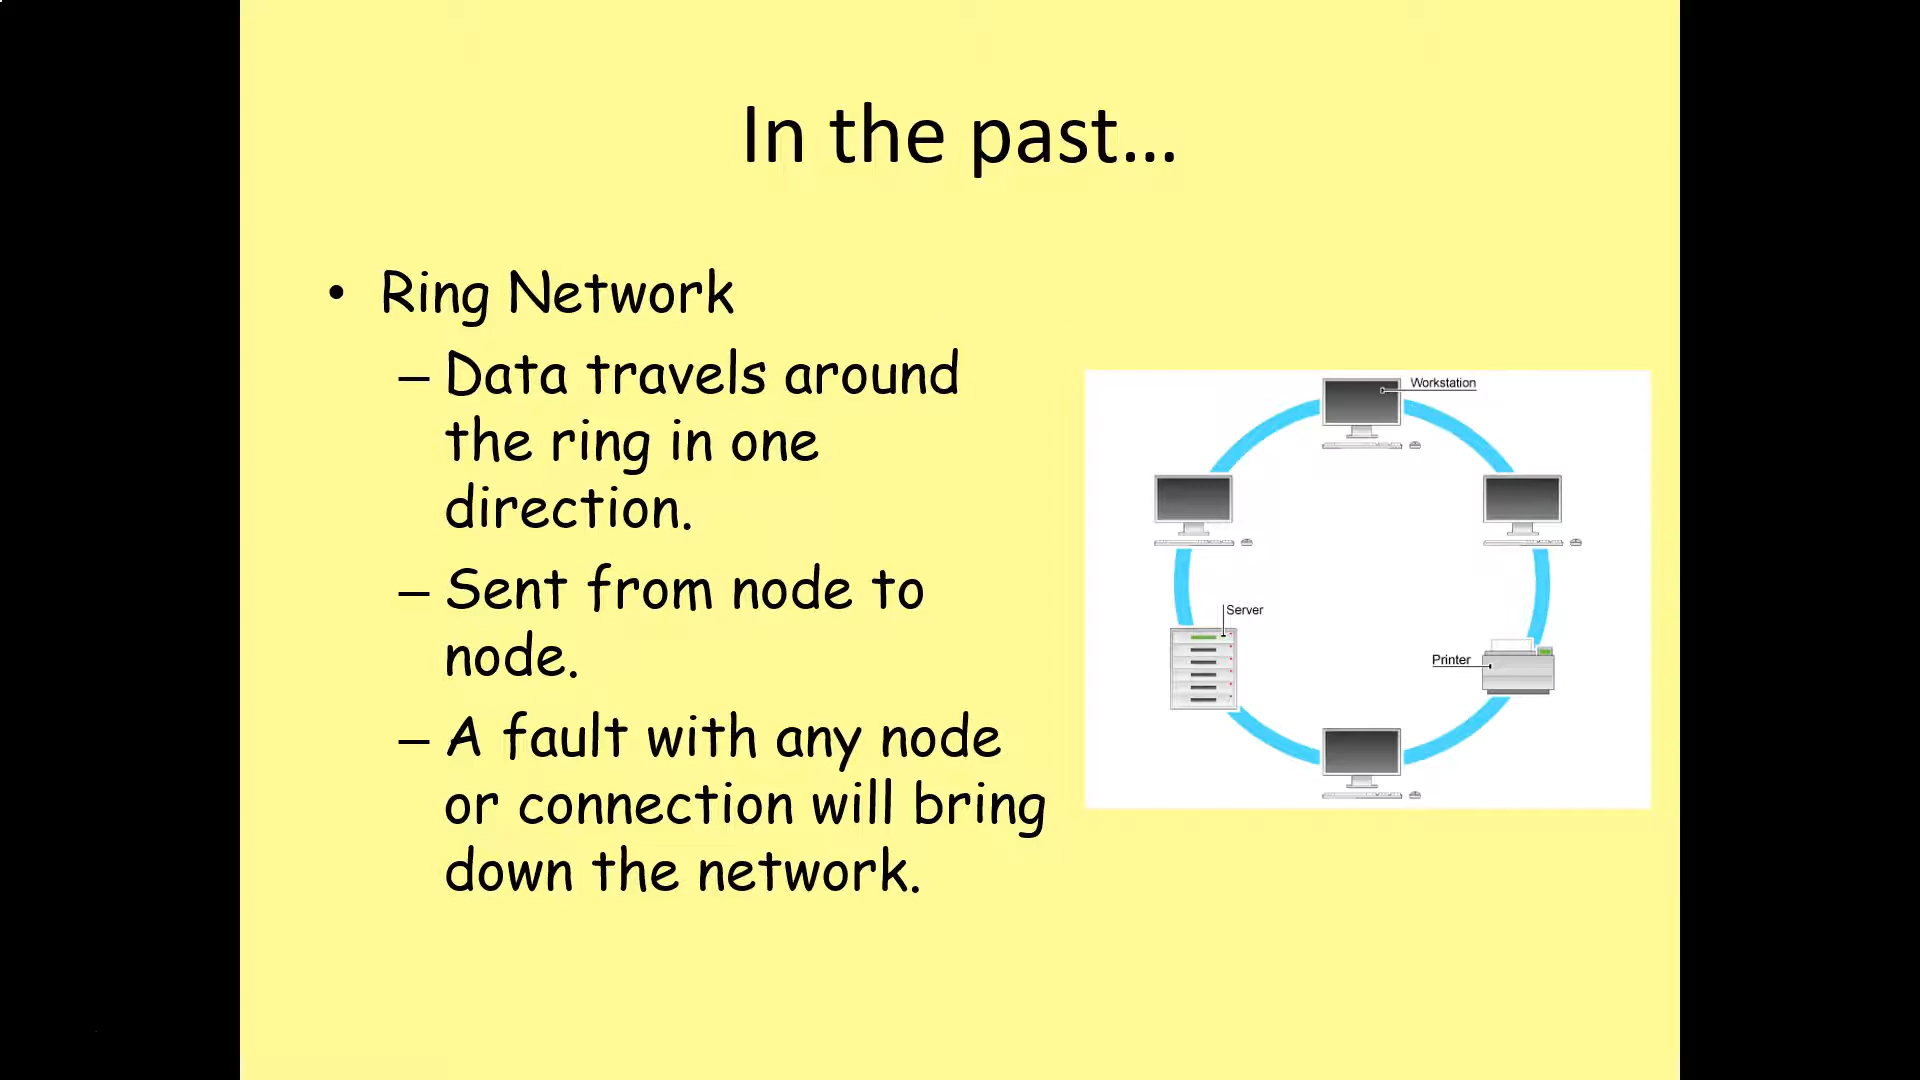 In the past...
• Ring Network
– Data travels around
the ring in one
direction.
– Sent from node to
node.
– A fault with any node
or connection will bring
down the network.
Workstation
Server
Printer